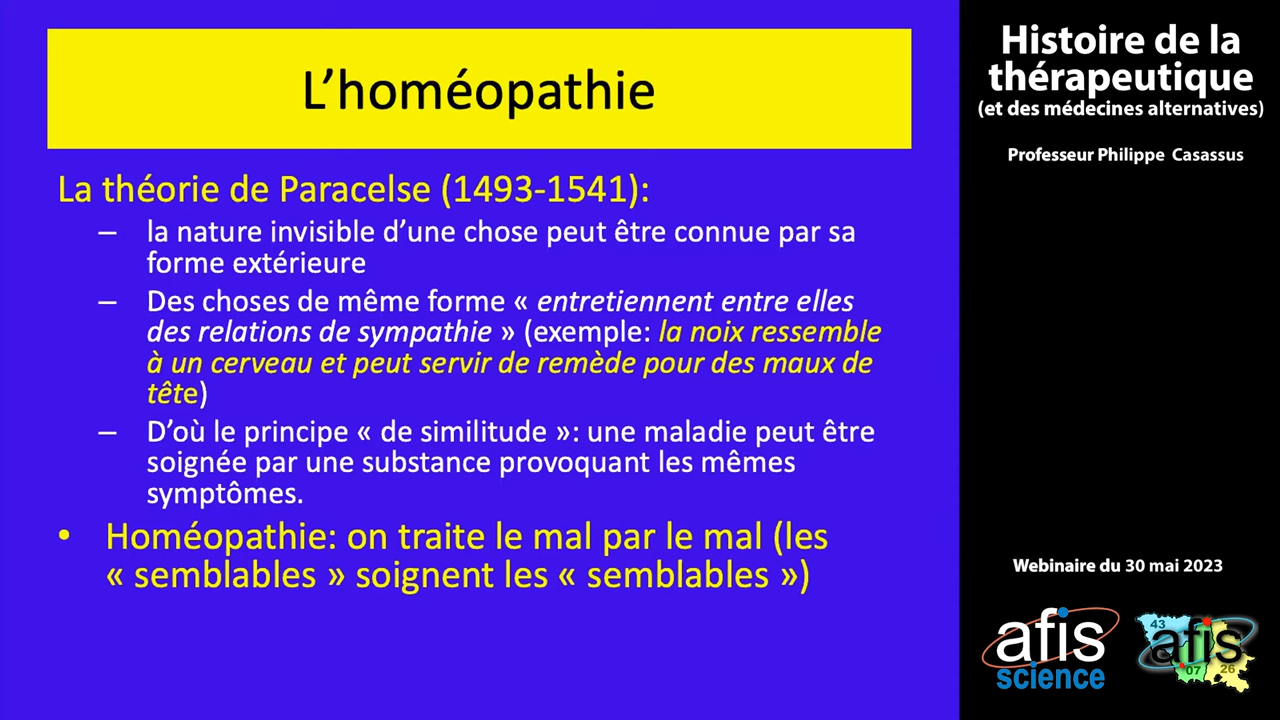 L’homéopathie
La théorie de Paracelse (1493-1541):
– la nature invisible d’une chose peut être connue par sa
forme extérieure
– Des choses de même forme « entretiennent entre elles
des relations de sympathie » (exemple: la noix ressemble
à un cerveau et peut servir de remède pour des maux de
tête)
– D’où le principe « de similitude »: une maladie peut être
soignée par une substance provoquant les mêmes
symptômes.
• Homéopathie: on traite le mal par le mal (les
« semblables » soignent les « semblables »)
Histoire de la
thérapeutique
(et des médecines alternatives)
Professeur Philippe Casassus
Webinaire du 30 mai 2023
afis
science
43
afis
07
26